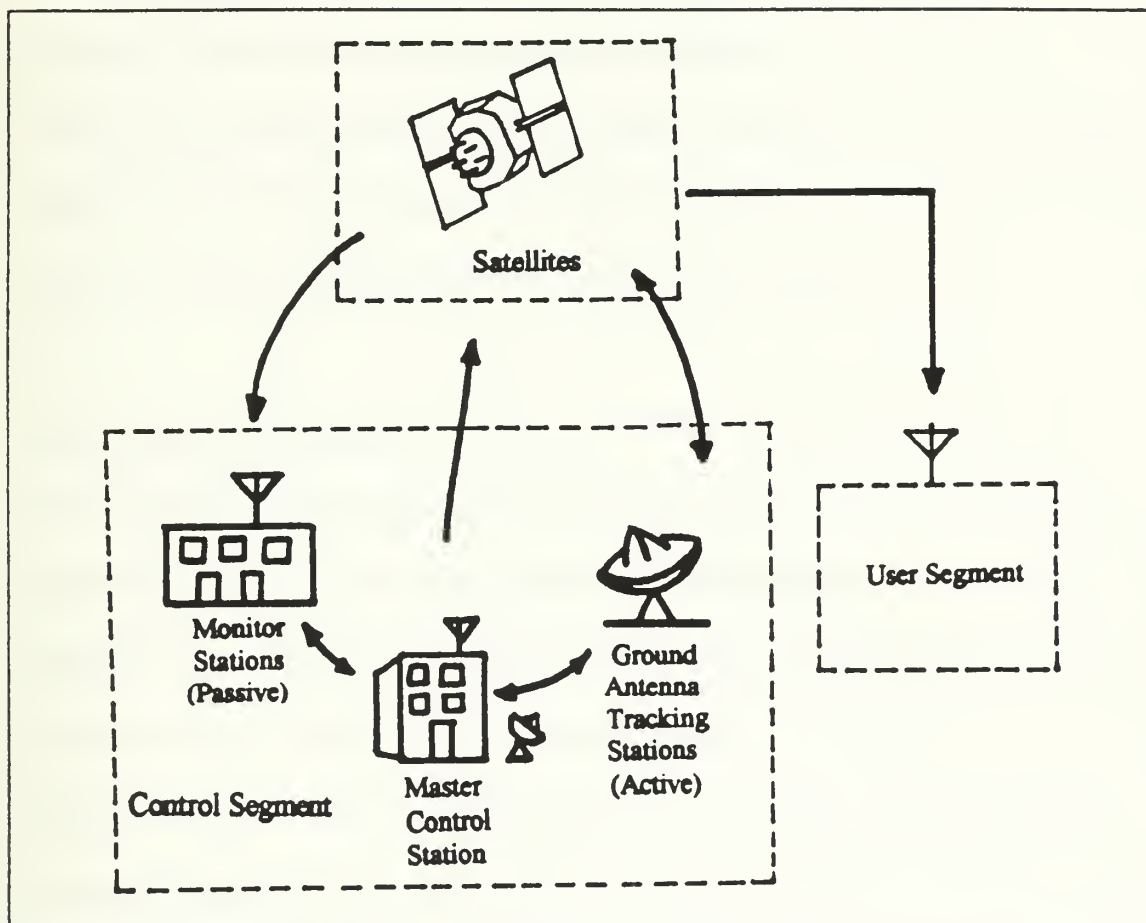 Satellites
User Segment
Monitor
Stations
(Passive)
Ground
Antenna
Tracking
Stations
(Active)
Control Segment
Master
Control
Station